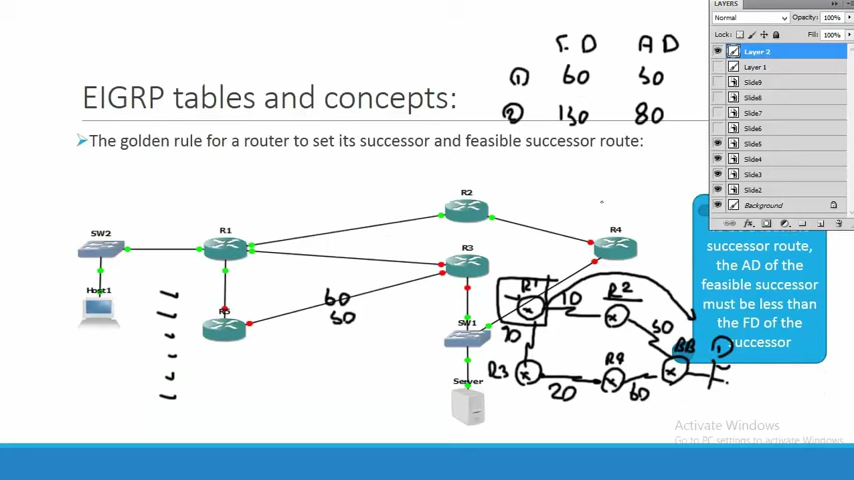 LAYERS
Normal
Opacity: 100%
Lock:
Fill: 100%
Layer 2
Layer 1
Slide9
Slide8
Slide7
Slide6
Slide5
Slide4
Slide3
Slide2
Background
F.D AD
① 60 50
② 130 80
EIGRP tables and concepts:
The golden rule for a router to set its successor and feasible successor route:
R2
SW2
R1
R4
R3
Host1
R5
SW1
Server
60
50
R1
10
R2
50
BB
①
R3
20
R4
60
successor route,
the AD of the
feasible successor
must be less than
the FD of the
successor
Activate Windows
Go to PC settings to activate Windows.